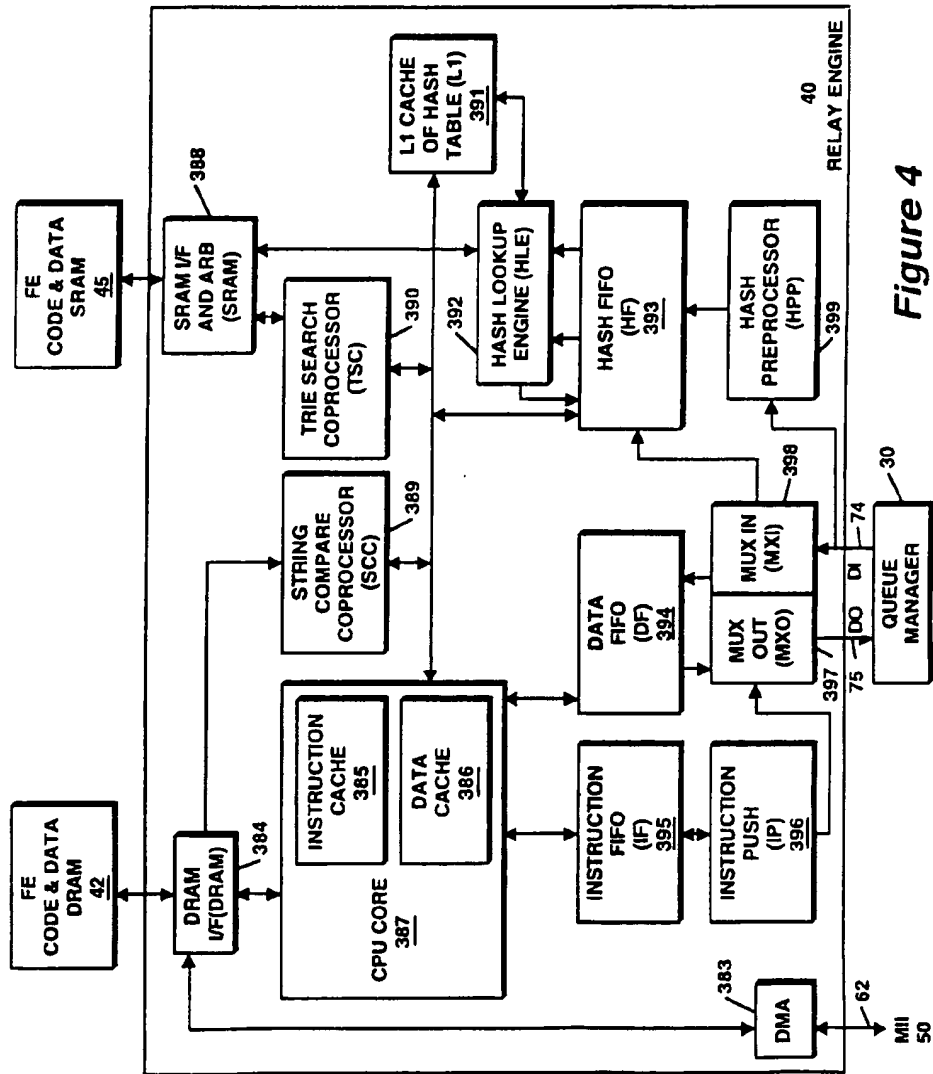 FE
CODE & DATA
DRAM
42
FE
CODE & DATA
SRAM
45
DRAM
I/F(DRAM)
384
SRAM I/F
AND ARB
(SRAM)
388
STRING
COMPARE
COPROCESSOR
(SCC)
389
TRIE SEARCH
COPROCESSOR
(TSC)
390
L1 CACHE
OF HASH
TABLE (L1)
391
CPU CORE
387
INSTRUCTION
CACHE
385
DATA
CACHE
386
392
HASH LOOKUP
ENGINE (HLE)
INSTRUCTION
FIFO
(IF)
395
DATA
FIFO
(DF)
394
HASH FIFO
(HF)
393
383
DMA
INSTRUCTION
PUSH
(IP)
396
MUX
OUT
(MXO)
397
MUX IN
(MXI)
398
HASH
PREPROCESSOR
(HPP)
399
40
RELAY ENGINE
62
MII
50
75
DO
DI
74
QUEUE
MANAGER
30
Figure 4